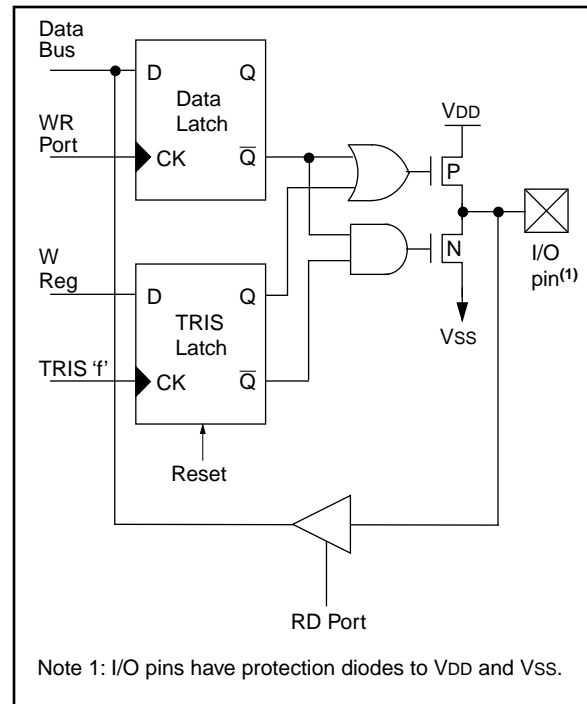 Data
Bus
D
Q
Data
Latch
WR
Port
CK
Q
VDD
P
N
I/O
pin(1)
VSS
W
Reg
D
Q
TRIS
Latch
TRIS 'f'
CK
Q
Reset
RD Port
Note 1: I/O pins have protection diodes to VDD and VSS.